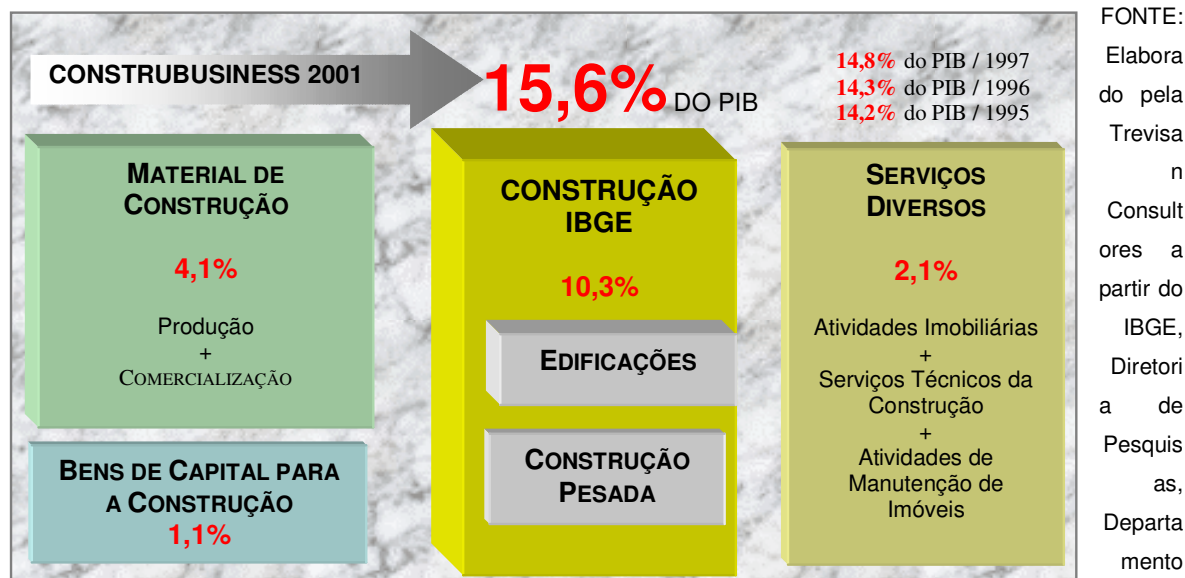 CONSTRUBUSINESS 2001
15,6% DO PIB
14,8% do PIB / 1997
14,3% do PIB / 1996
14,2% do PIB / 1995
MATERIAL DE
CONSTRUÇÃO
4,1%
Produção
+
COMERCIALIZAÇÃO
BENS DE CAPITAL PARA
A CONSTRUÇÃO
1,1%
CONSTRUÇÃO
IBGE
10,3%
EDIFICAÇÕES
CONSTRUÇÃO
PESADA
SERVIÇOS
DIVERSOS
2,1%
Atividades Imobiliárias
+
Serviços Técnicos da
Construção
+
Atividades de
Manutenção de
Imóveis
FONTE:
Elabora
do pela
Trevisa
n
Consult
ores a
partir do
IBGE,
Diretori
a de
Pesquis
as,
Departa
mento